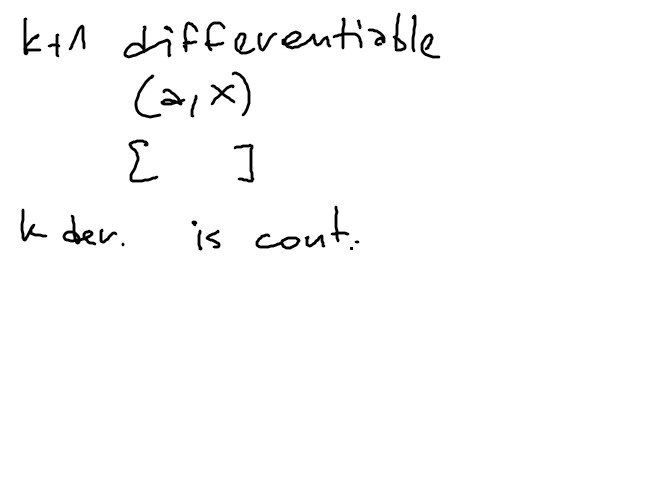 k+1 differentiable
(a, x)
[ ]
k der. is cont.